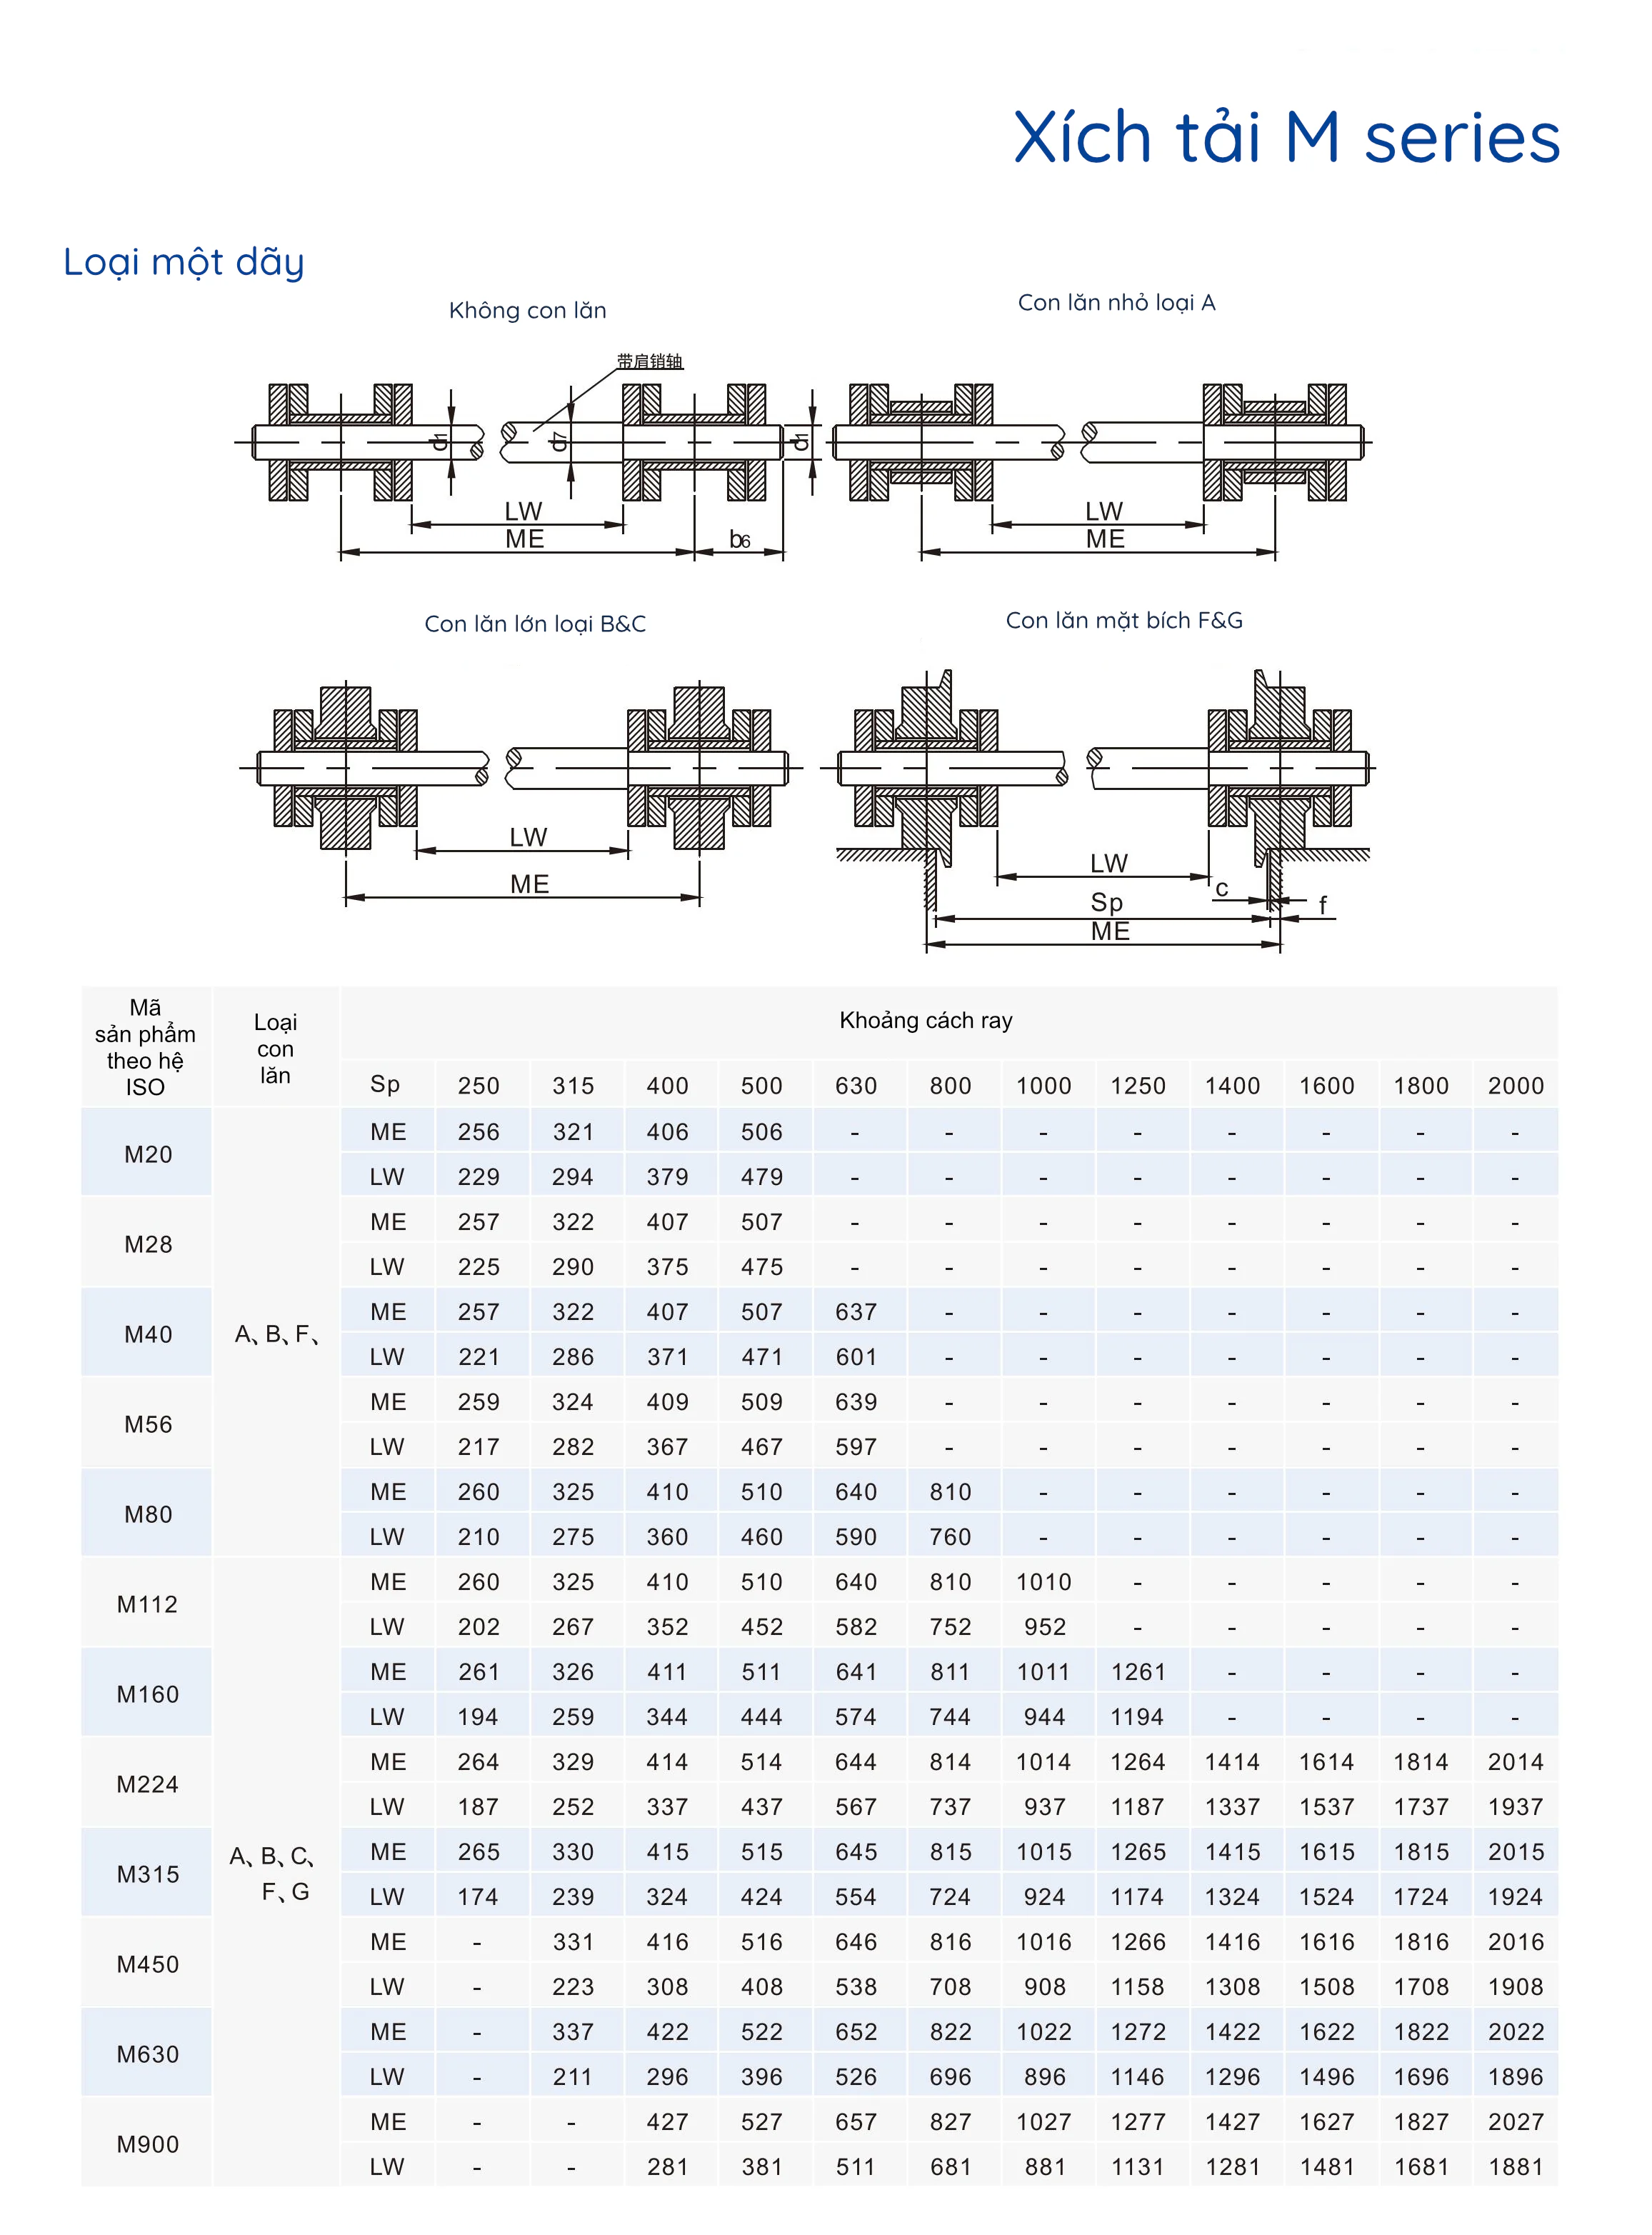 Xích tải M series
Loại một dãy
Không con lăn
Con lăn nhỏ loại A
带肩销轴
d1
d7
d1
LW
ME
b6
LW
ME
Con lăn lớn loại B&C
Con lăn mặt bích F&G
LW
ME
LW
c
Sp
f
ME
Mã sản phẩm theo hệ ISO
Loại con lăn
Khoảng cách ray
Sp 250 315 400 500 630 800 1000 1250 1400 1600 1800 2000
M20
ME 256 321 406 506 - - - - - - - -
LW 229 294 379 479 - - - - - - - -
M28
ME 257 322 407 507 - - - - - - - -
LW 225 290 375 475 - - - - - - - -
M40
A、B、F、
ME 257 322 407 507 637 - - - - - - -
LW 221 286 371 471 601 - - - - - - -
M56
ME 259 324 409 509 639 - - - - - - -
LW 217 282 367 467 597 - - - - - - -
M80
ME 260 325 410 510 640 810 - - - - - -
LW 210 275 360 460 590 760 - - - - - -
M112
ME 260 325 410 510 640 810 1010 - - - - -
LW 202 267 352 452 582 752 952 - - - - -
M160
ME 261 326 411 511 641 811 1011 1261 - - - -
LW 194 259 344 444 574 744 944 1194 - - - -
M224
ME 264 329 414 514 644 814 1014 1264 1414 1614 1814 2014
LW 187 252 337 437 567 737 937 1187 1337 1537 1737 1937
M315
A、B、C、
F、G
ME 265 330 415 515 645 815 1015 1265 1415 1615 1815 2015
LW 174 239 324 424 554 724 924 1174 1324 1524 1724 1924
M450
ME - 331 416 516 646 816 1016 1266 1416 1616 1816 2016
LW - 223 308 408 538 708 908 1158 1308 1508 1708 1908
M630
ME - 337 422 522 652 822 1022 1272 1422 1622 1822 2022
LW - 211 296 396 526 696 896 1146 1296 1496 1696 1896
M900
ME - - 427 527 657 827 1027 1277 1427 1627 1827 2027
LW - - 281 381 511 681 881 1131 1281 1481 1681 1881